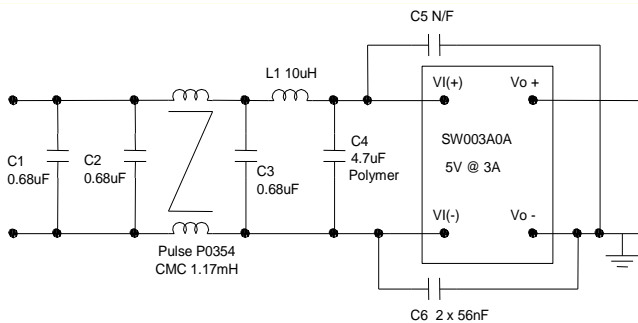 C5 N/F
L1 10uH
VI(+)
Vo +
C1
0.68uF
C2
0.68uF
C3
0.68uF
C4
4.7uF
Polymer
SW003A0A
5V @ 3A
VI(-)
Vo -
Pulse P0354
CMC 1.17mH
C6 2 x 56nF